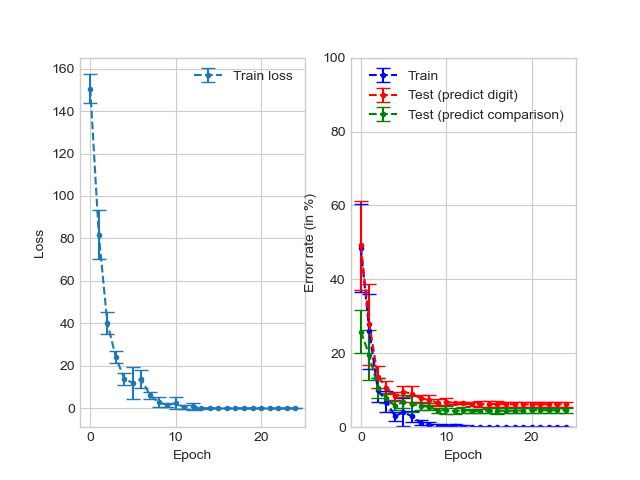 160
140
120
100
80
60
40
20
0
0
10
20
Loss
Epoch
Train loss
100
80
60
40
20
0
0
10
20
Error rate (in %)
Epoch
Train
Test (predict digit)
Test (predict comparison)